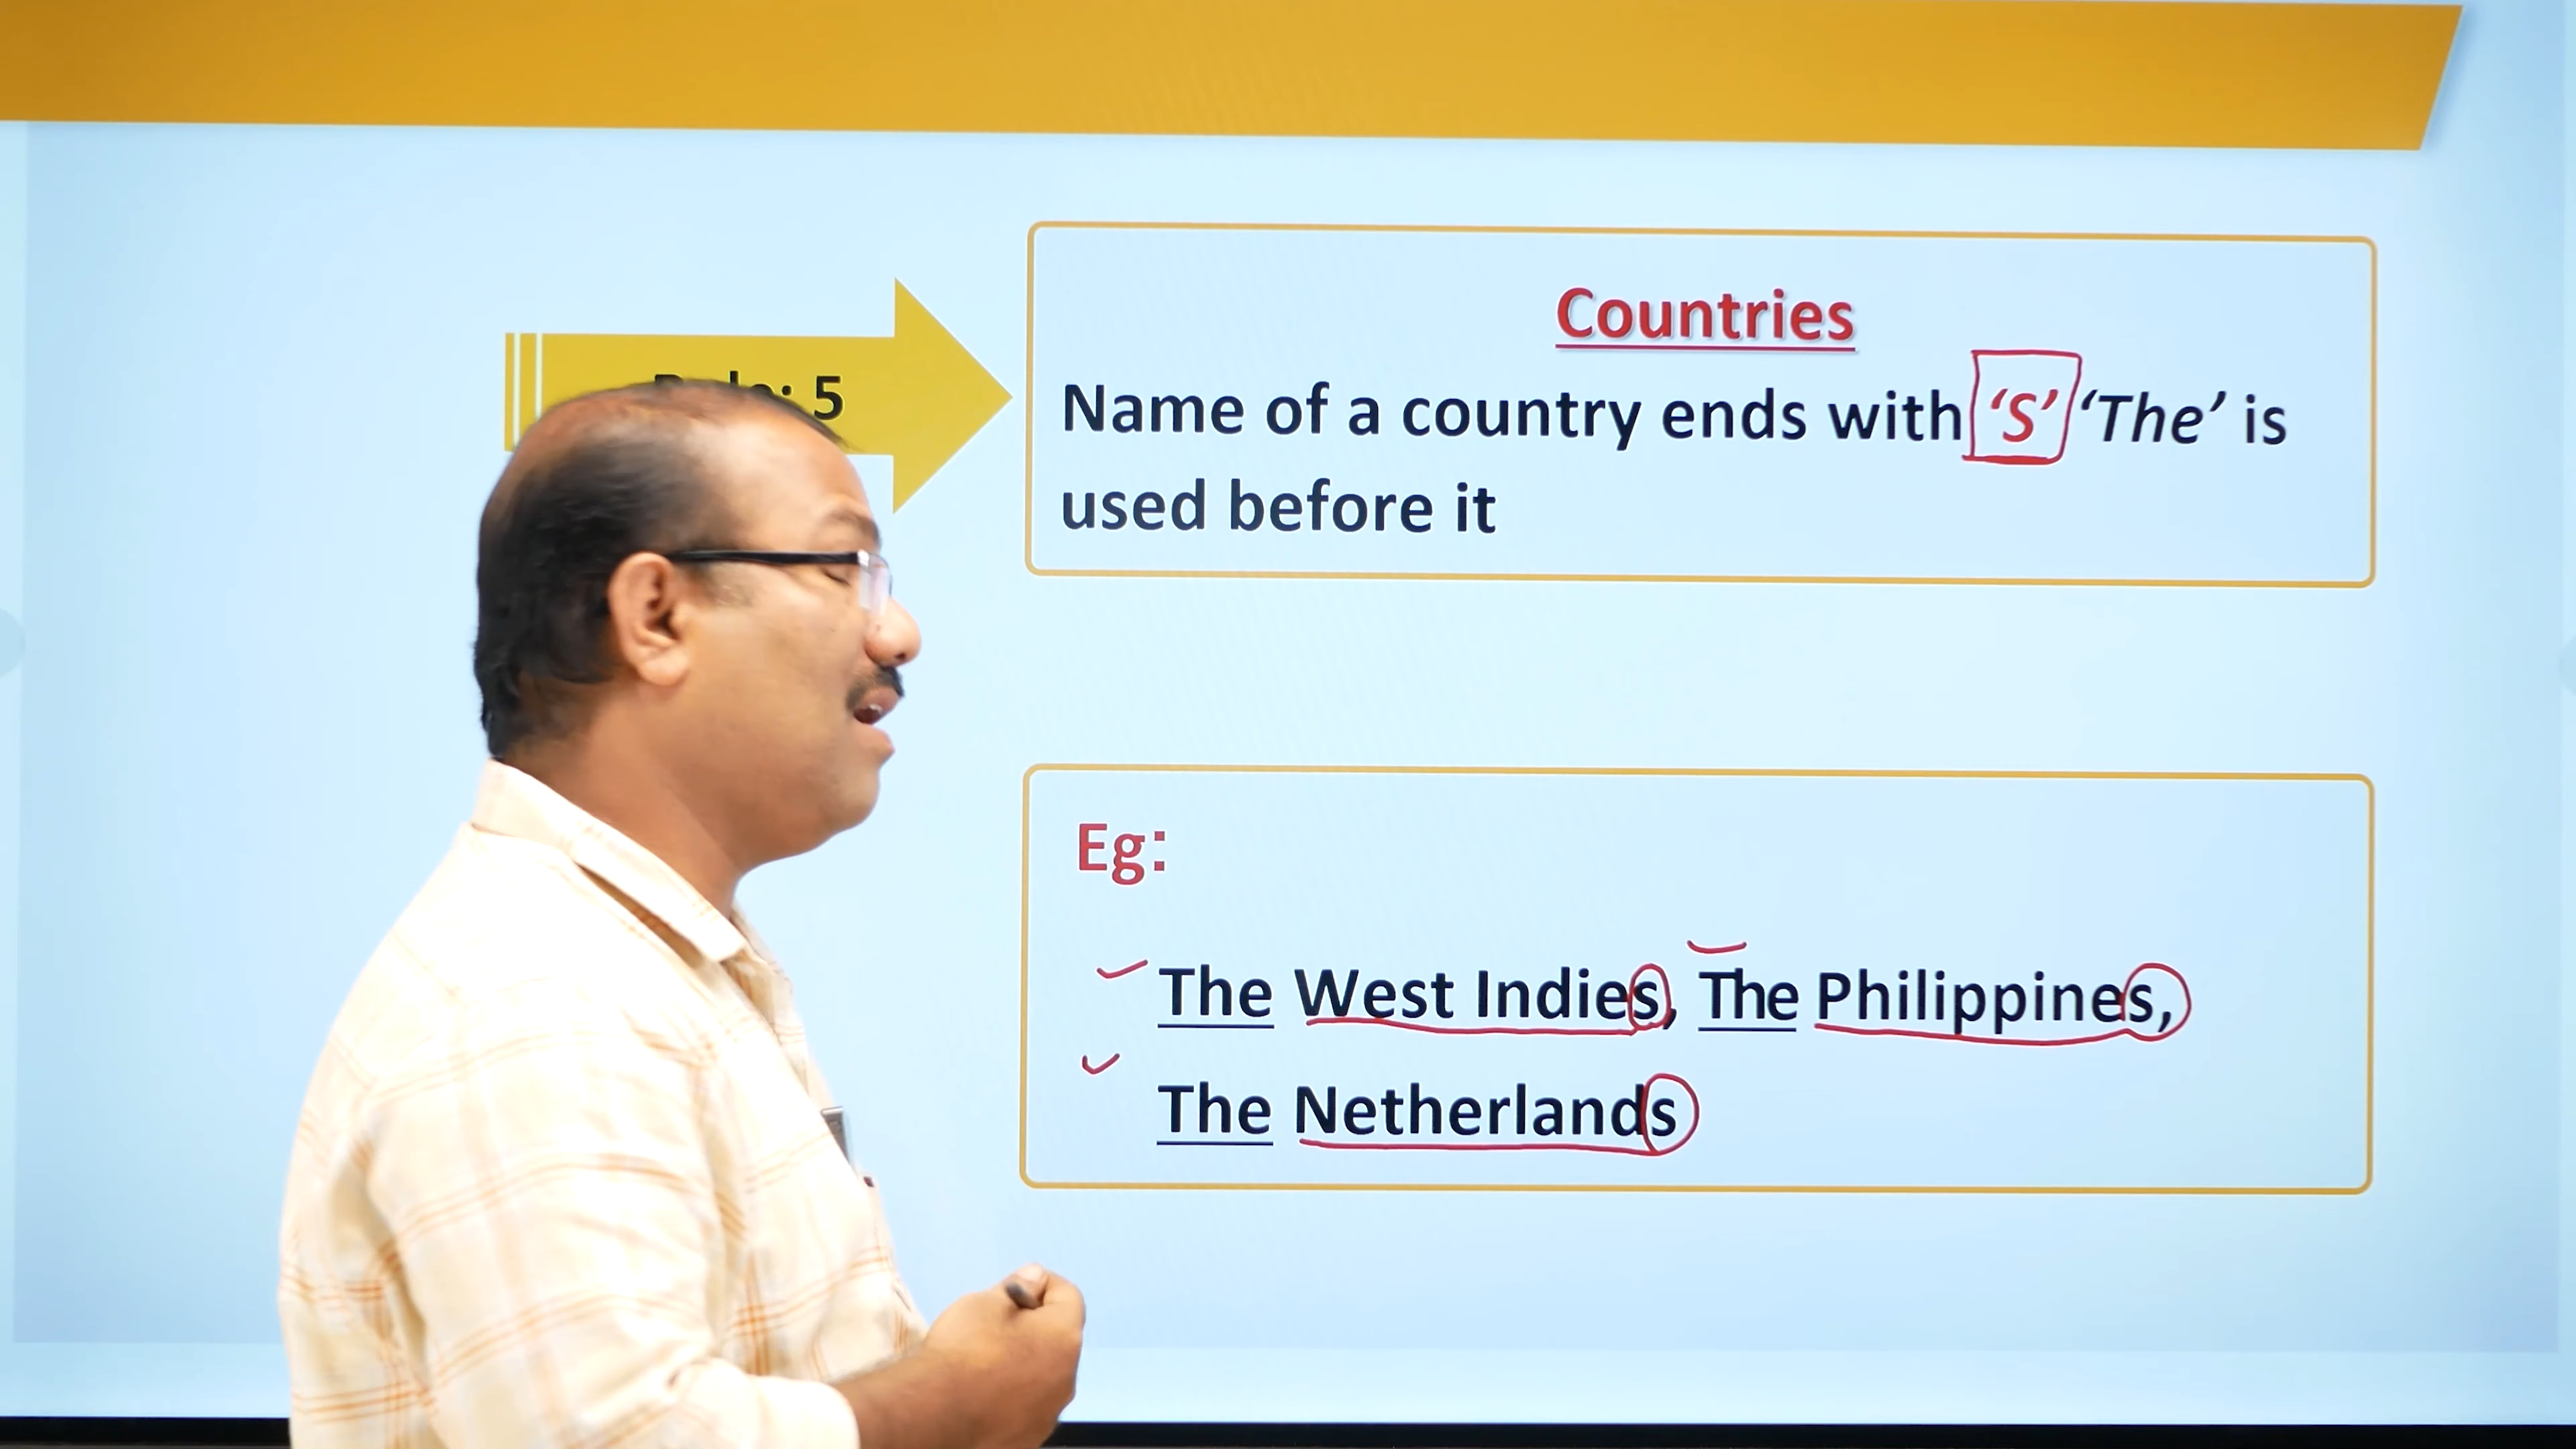 : 5
Countries
Name of a country ends with ‘S’ ‘The’ is
used before it
Eg:
The West Indies, The Philippines,
The Netherlands